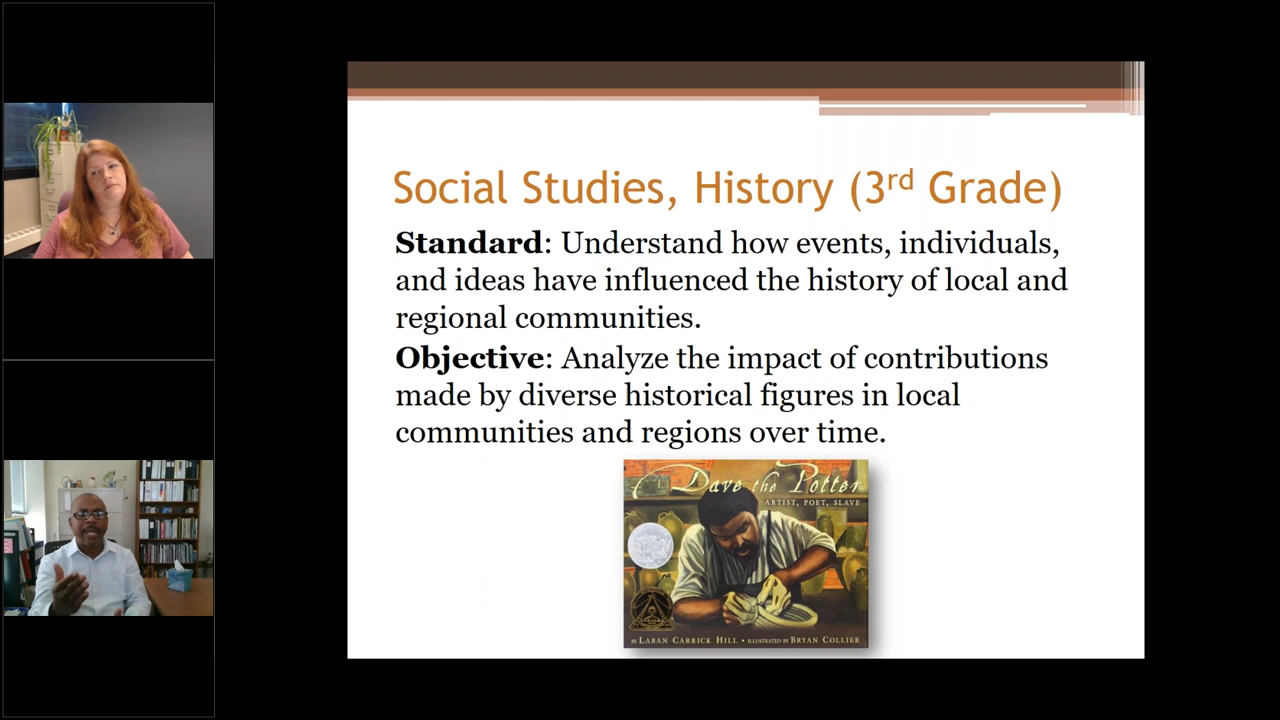 Social Studies, History (3rd Grade)
Standard: Understand how events, individuals,
and ideas have influenced the history of local and
regional communities.
Objective: Analyze the impact of contributions
made by diverse historical figures in local
communities and regions over time.
Dave the Potter
ARTIST, POET, SLAVE
BY LABAN CARRICK HILL • ILLUSTRATED BY BRYAN COLLIER